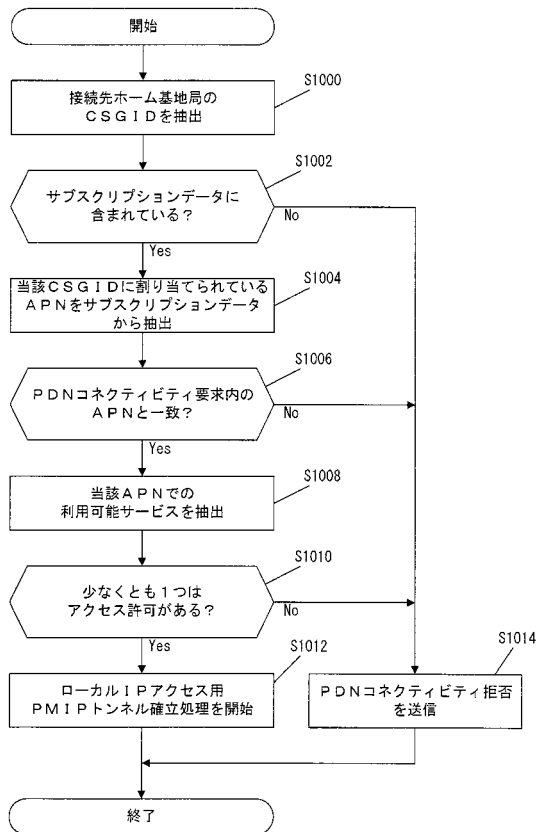 開始
S1000
接続先ホーム基地局の
ＣＳＧＩＤを抽出
S1002
サブスクリプションデータに
含まれている？
No
Yes
S1004
当該ＣＳＧＩＤに割り当てられている
ＡＰＮをサブスクリプションデータ
から抽出
S1006
ＰＤＮコネクティビティ要求内の
ＡＰＮと一致？
No
Yes
S1008
当該ＡＰＮでの
利用可能サービスを抽出
S1010
少なくとも１つは
アクセス許可がある？
No
Yes
S1012
ローカルＩＰアクセス用
ＰＭＩＰトンネル確立処理を開始
S1014
ＰＤＮコネクティビティ拒否
を送信
終了